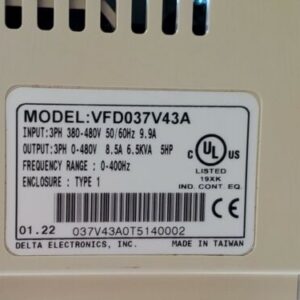 MODEL:VFD037V43A
INPUT:3PH 380-480V 50/60Hz 9.9A
OUTPUT:3PH 0-480V 8.5A 6.5KVA 5HP
FREQUENCY RANGE : 0-400Hz
ENCLOSURE : TYPE 1
C UL US
LISTED
19XK
IND. CONT. EQ.
01.22 037V43A0T5140002
DELTA ELECTRONICS, INC. MADE IN TAIWAN